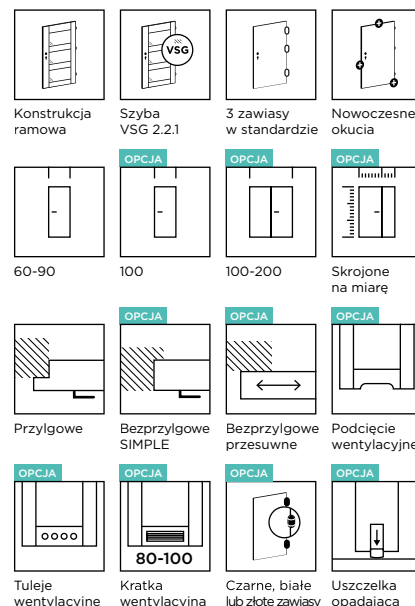 VSG
Konstrukcja
ramowa
Szyba
VSG 2.2.1
3 zawiasy
w standardzie
Nowoczesne
okucia
OPCJA
OPCJA
OPCJA
60-90
100
100-200
Skrojone
na miarę
OPCJA
OPCJA
OPCJA
Przylgowe
Bezprzylgowe
SIMPLE
Bezprzylgowe
przesuwne
Podcięcie
wentylacyjne
OPCJA
OPCJA
OPCJA
OPCJA
80-100
Tuleje
wentylacyjne
Kratka
wentylacyjna
Czarne, białe
lub złote zawiasy
Uszczelka
opadająca